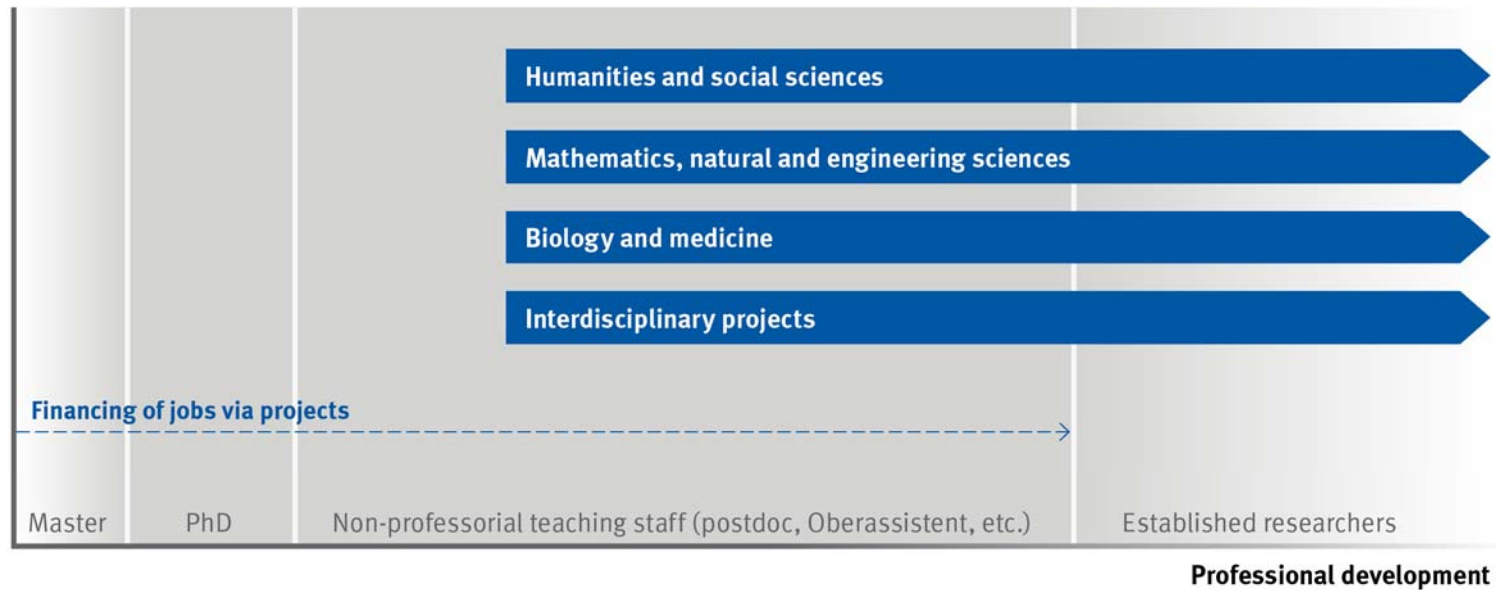 Humanities and social sciences
Mathematics, natural and engineering sciences
Biology and medicine
Interdisciplinary projects
Financing of jobs via projects
Master
PhD
Non-professorial teaching staff (postdoc, Oberassistent, etc.)
Established researchers
Professional development